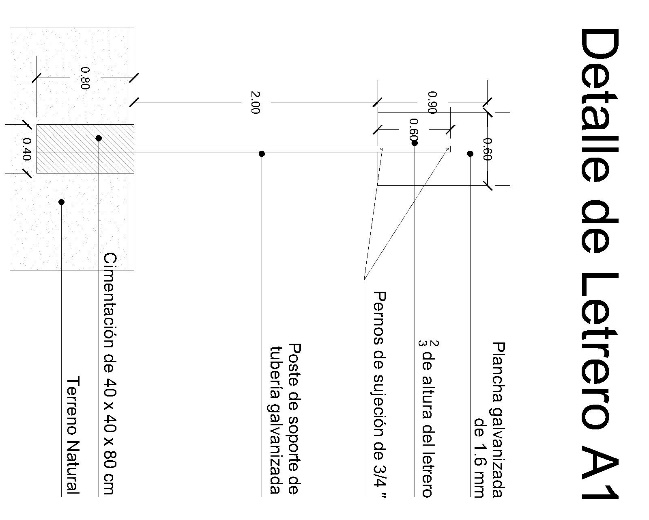 Detalle de Letrero A1
Plancha galvanizada
de 1.6 mm
2/3 de altura del letrero
Pernos de sujeción de 3/4 "
Poste de soporte de
tubería galvanizada
Cimentación de 40 x 40 x 80 cm
Terreno Natural
0.60
0.90
0.60
2.00
0.80
0.40